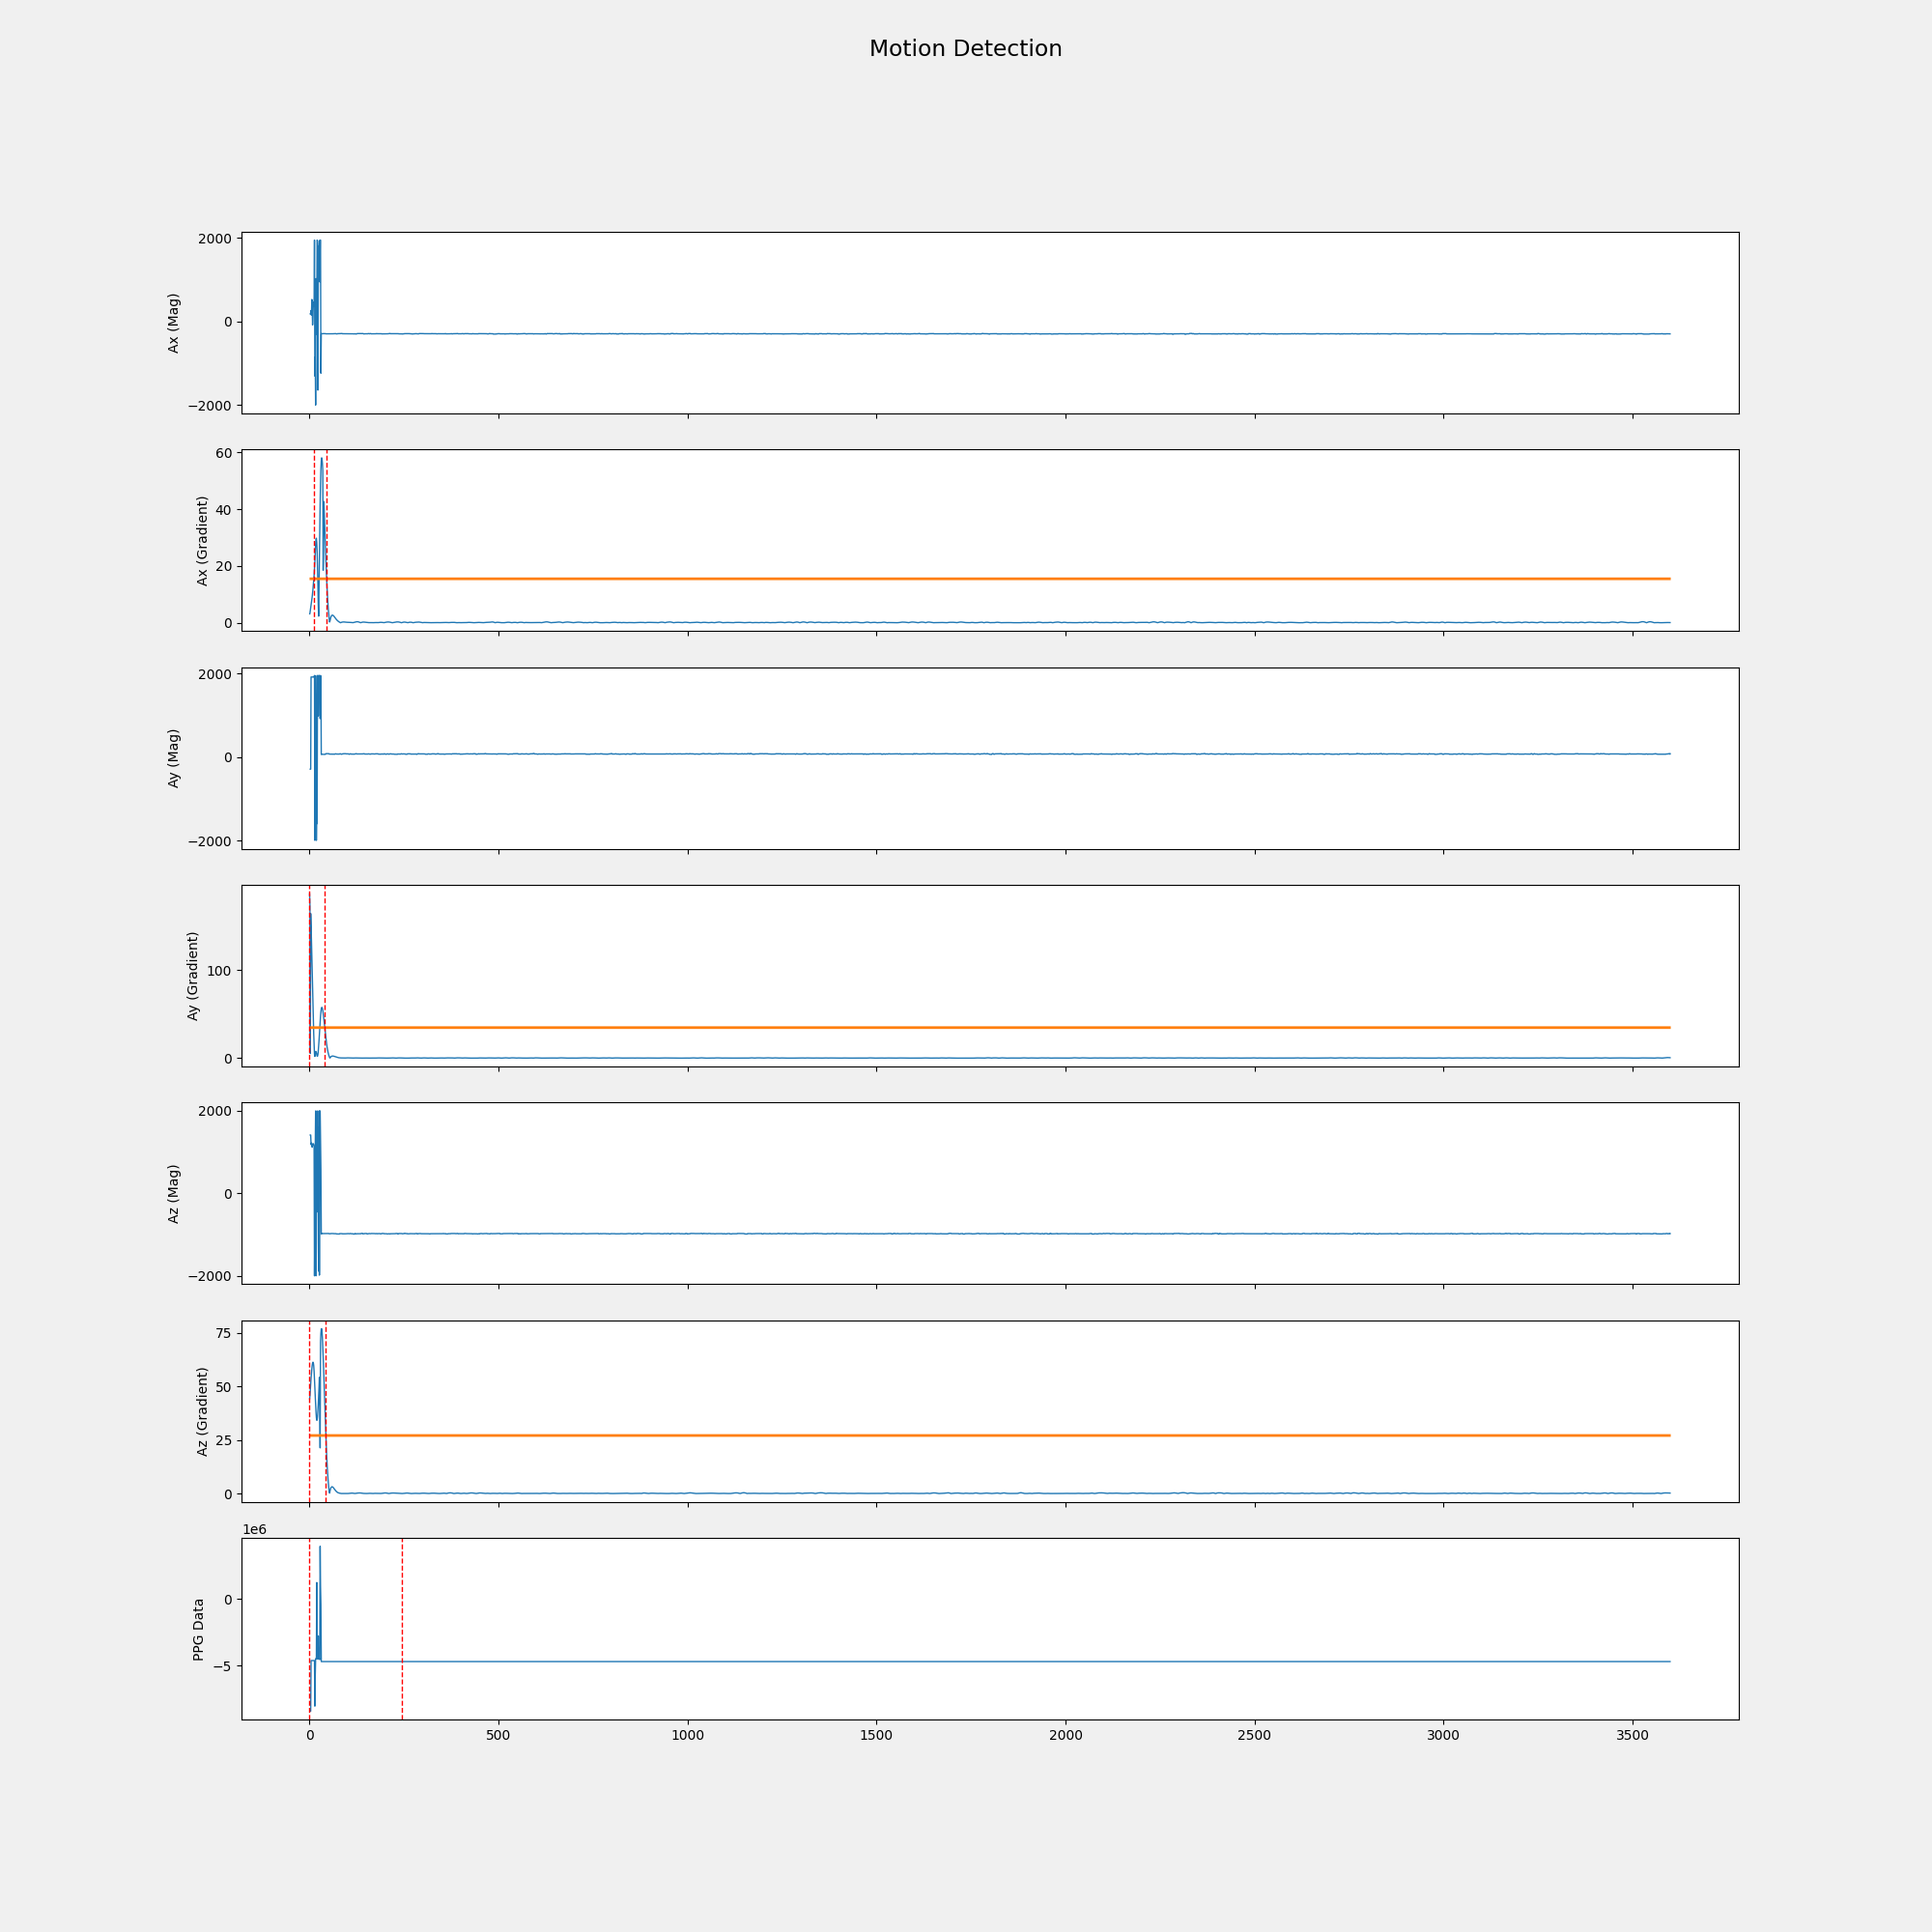 Motion Detection
2000
0
−2000
Ax (Mag)
60
40
20
0
Ax (Gradient)
2000
0
−2000
Ay (Mag)
100
0
Ay (Gradient)
2000
0
−2000
Az (Mag)
75
50
25
0
Az (Gradient)
1e6
0
−5
PPG Data
0 500 1000 1500 2000 2500 3000 3500